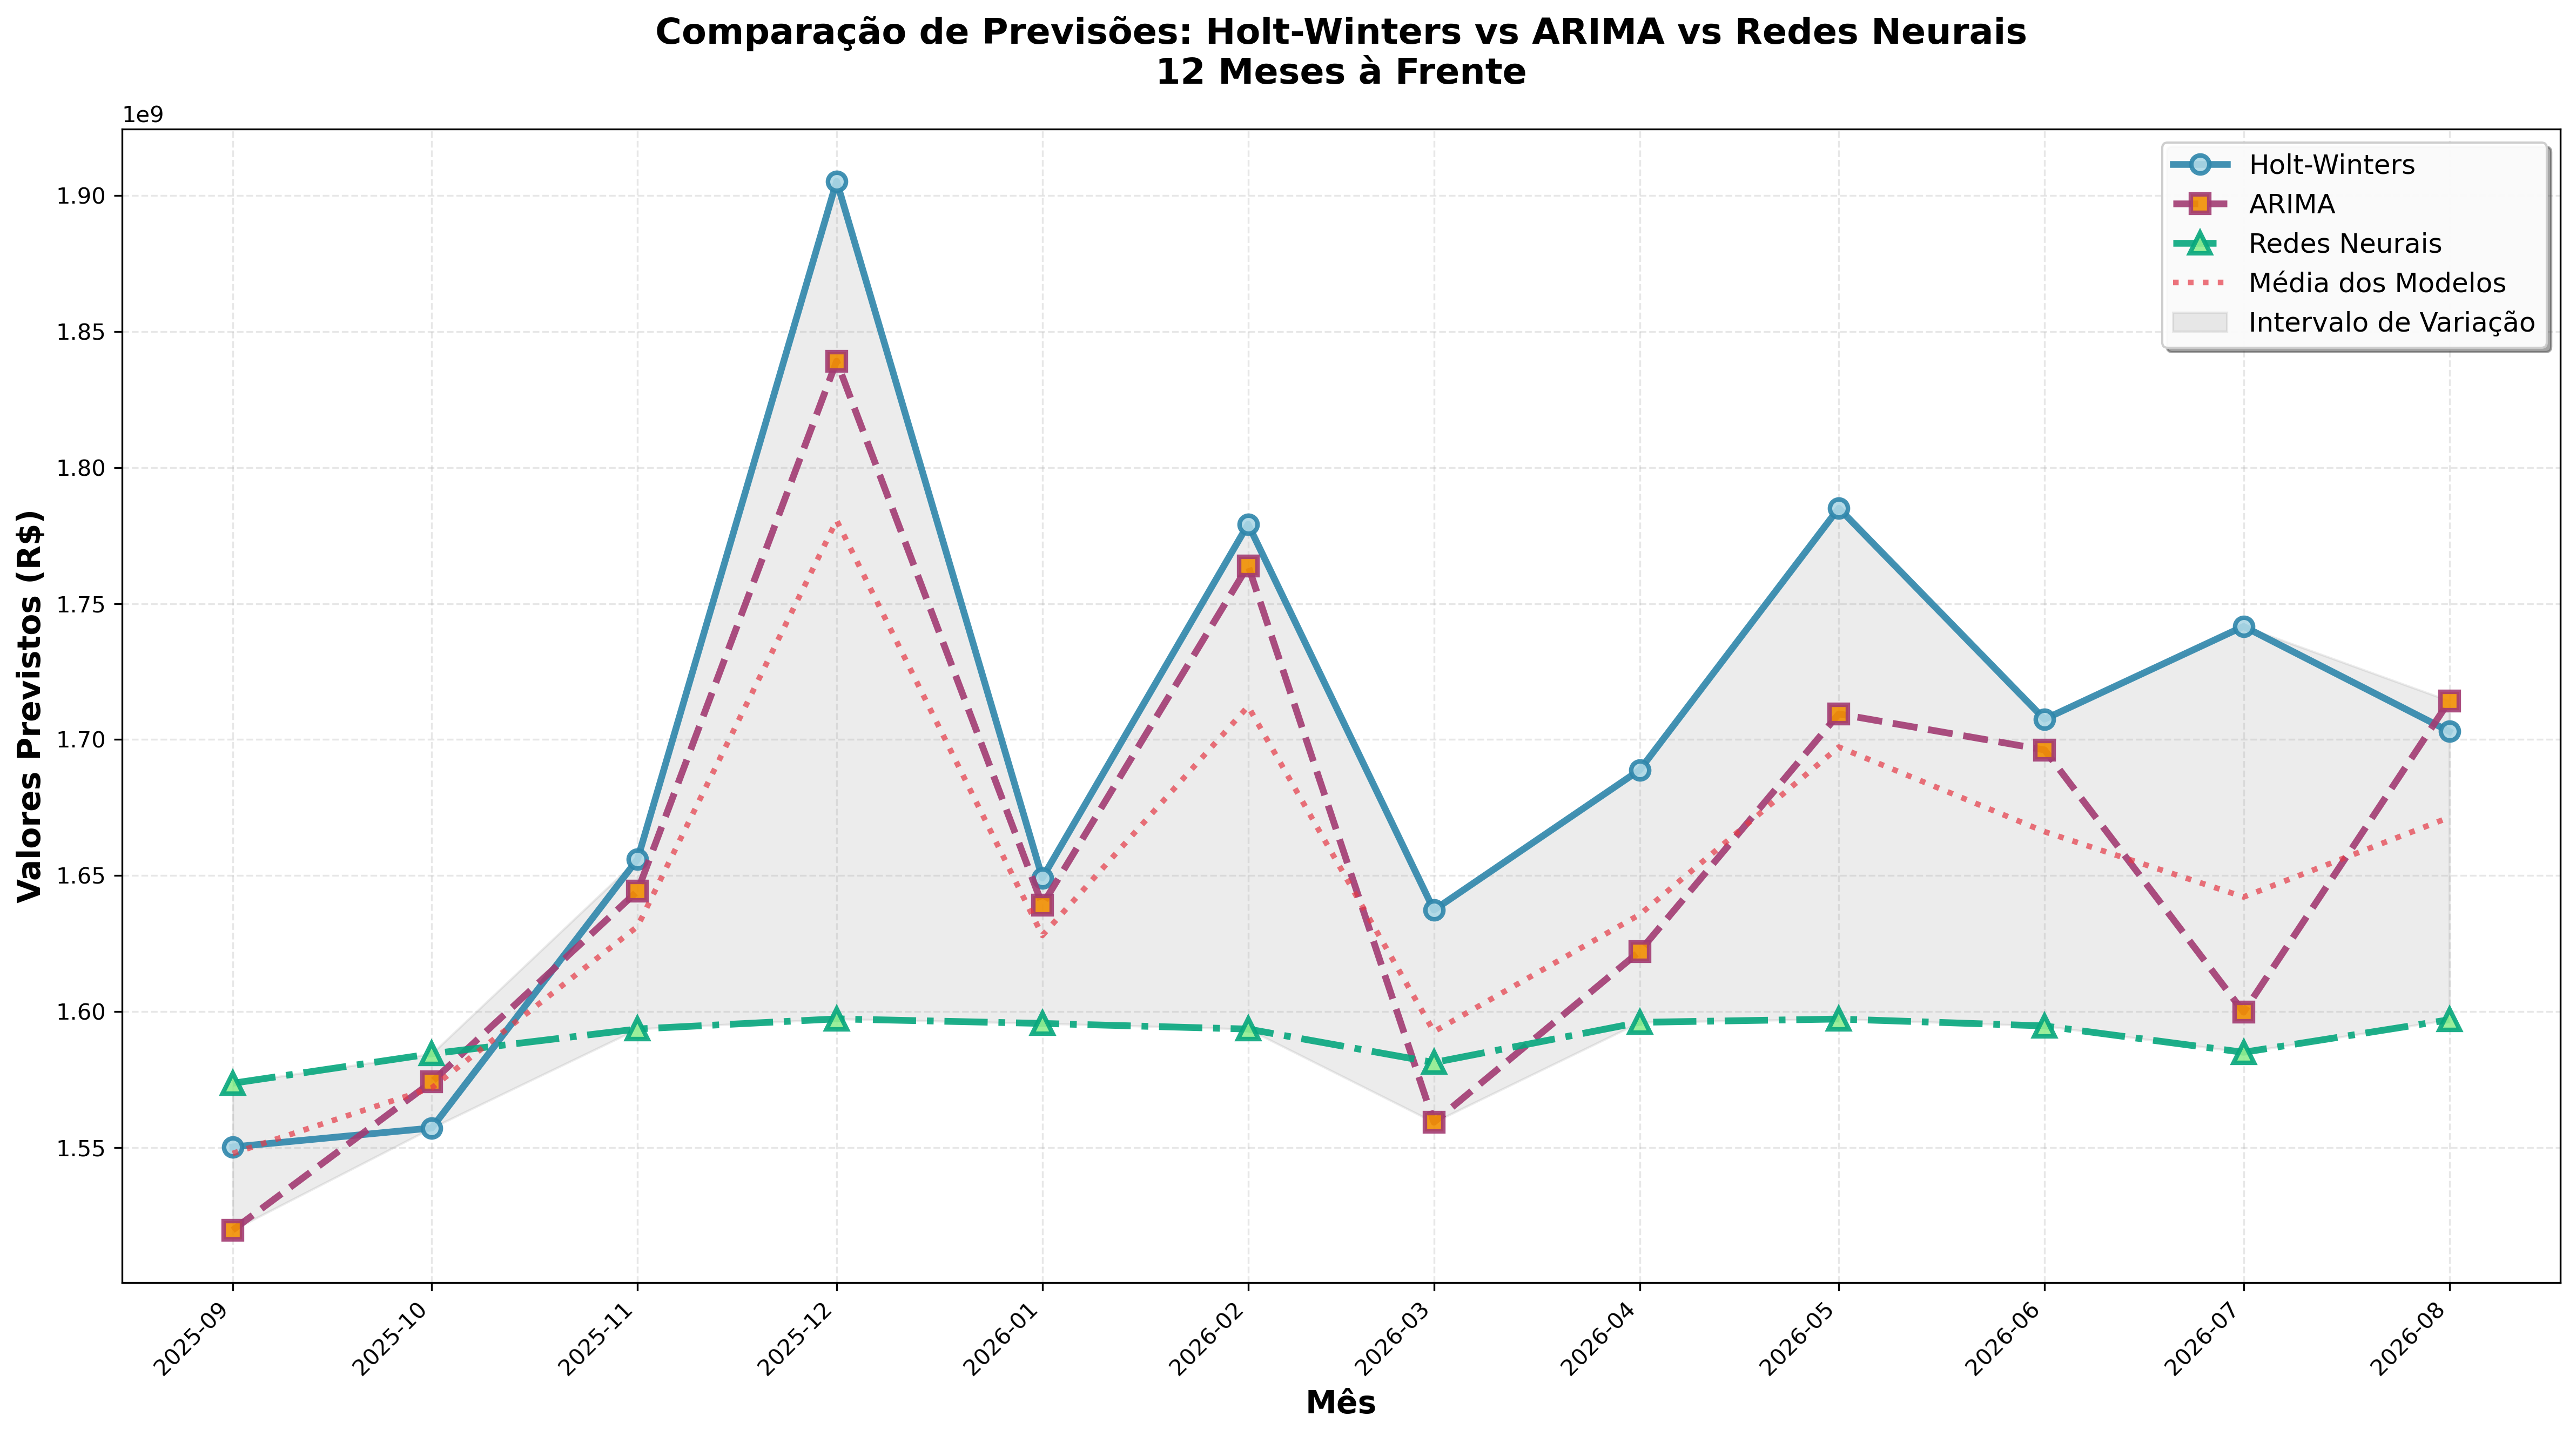 Comparação de Previsões: Holt-Winters vs ARIMA vs Redes Neurais
12 Meses à Frente
1e9
Holt-Winters
ARIMA
Redes Neurais
Média dos Modelos
Intervalo de Variação
Valores Previstos (R$)
1.90
1.85
1.80
1.75
1.70
1.65
1.60
1.55
2025-09
2025-10
2025-11
2025-12
2026-01
2026-02
2026-03
2026-04
2026-05
2026-06
2026-07
2026-08
Mês